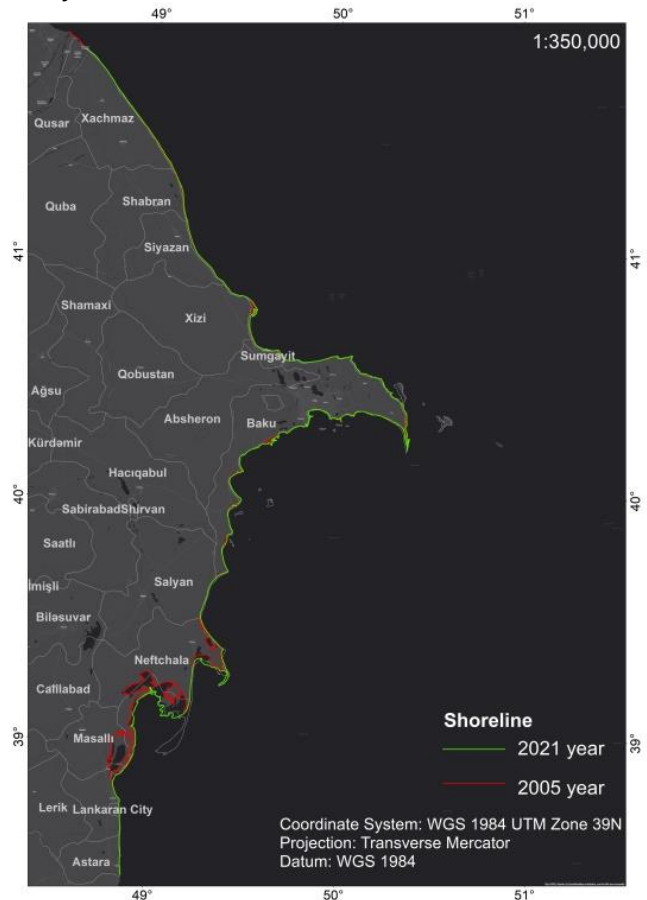 49° 50° 51°
1:350,000
Qusar
Xachmaz
Quba
Shabran
Siyazan
41° 41°
Shamaxi
Xizi
Sumgayit
Qobustan
Ağsu
Absheron
Baku
Kürdəmir
Hacıqabul
40° 40°
SabirabadShirvan
Saatlı
İmişli
Salyan
Biləsuvar
Neftchala
Shoreline
39° 39°
Masallı
2021 year
2005 year
Lerik
Lankaran City
Coordinate System: WGS 1984 UTM Zone 39N
Projection: Transverse Mercator
Astara
Datum: WGS 1984
49° 50° 51°